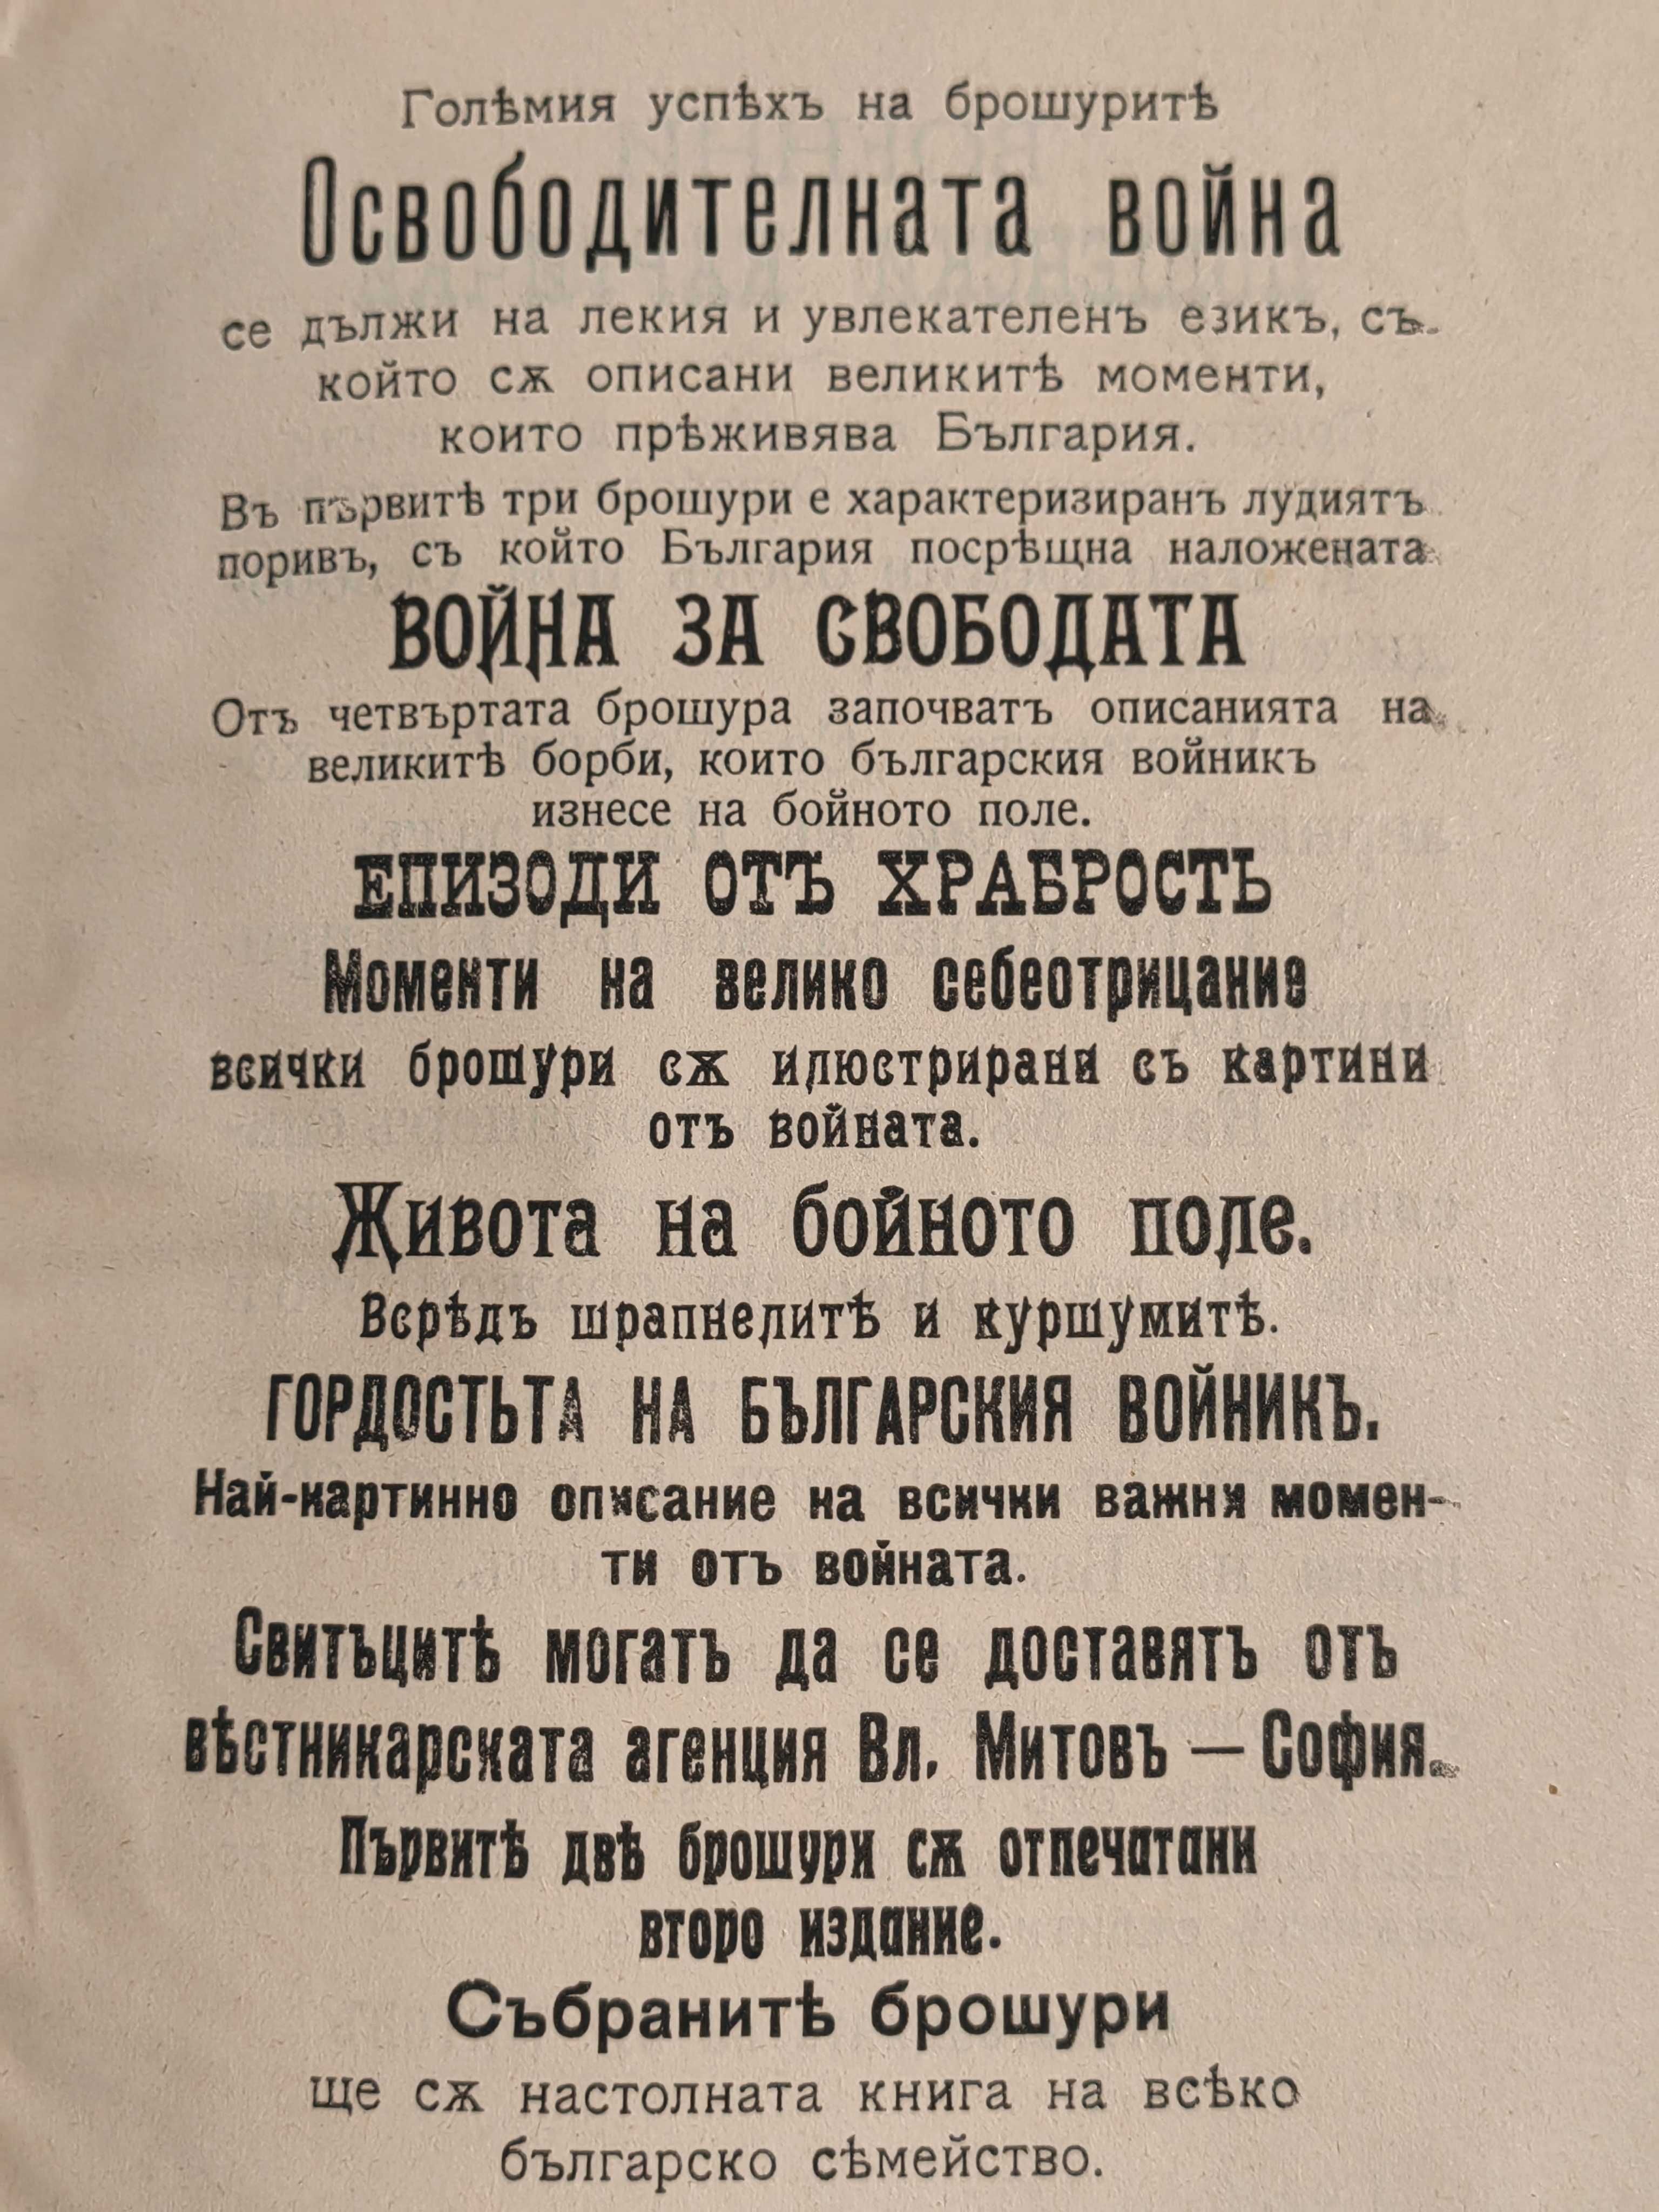 Голѣмия успѣхъ на брошуритѣ
Освободителната война
се дължи на лекия и увлекателенъ езикъ, съ
който сѫ описани великитѣ моменти,
които прѣживява България.
Въ първитѣ три брошури е характеризиранъ лудиятъ
поривъ, съ който България посрѣщна наложената
ВОЙНА ЗА СВОБОДАТА
Отъ четвъртата брошура започватъ описанията на
великитѣ борби, които българския войникъ
изнесе на бойното поле.
ЕПИЗОДИ ОТЪ ХРАБРОСТЬ
Моменти на велико себеотрицание
всички брошури сѫ илюстрирани съ картини
отъ войната.
Живота на бойното поле.
Всрѣдъ шрапнелитѣ и куршумитѣ.
ГОРДОСТЬТА НА БЪЛГАРСКИЯ ВОЙНИКЪ.
Най-картинно описание на всички важни момен-
ти отъ войната.
Свитъцитѣ могатъ да се доставятъ отъ
вѣстникарската агенция Вл. Митовъ — София.
Първитѣ двѣ брошури сѫ отпечатани
второ издание.
Събранитѣ брошури
ще сѫ настолната книга на всѣко
българско сѣмейство.